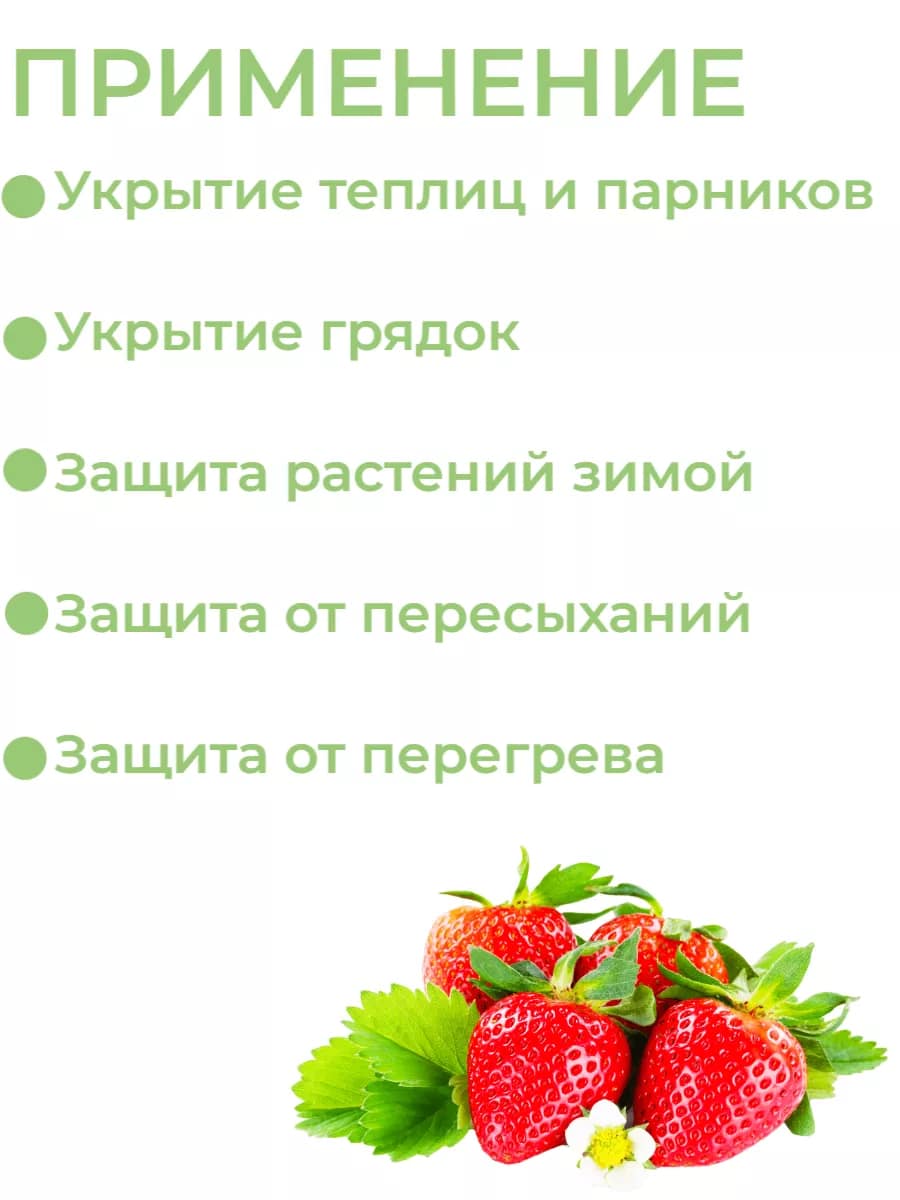 ПРИМЕНЕНИЕ
Укрытие теплиц и парников
Укрытие грядок
Защита растений зимой
Защита от пересыханий
Защита от перегрева